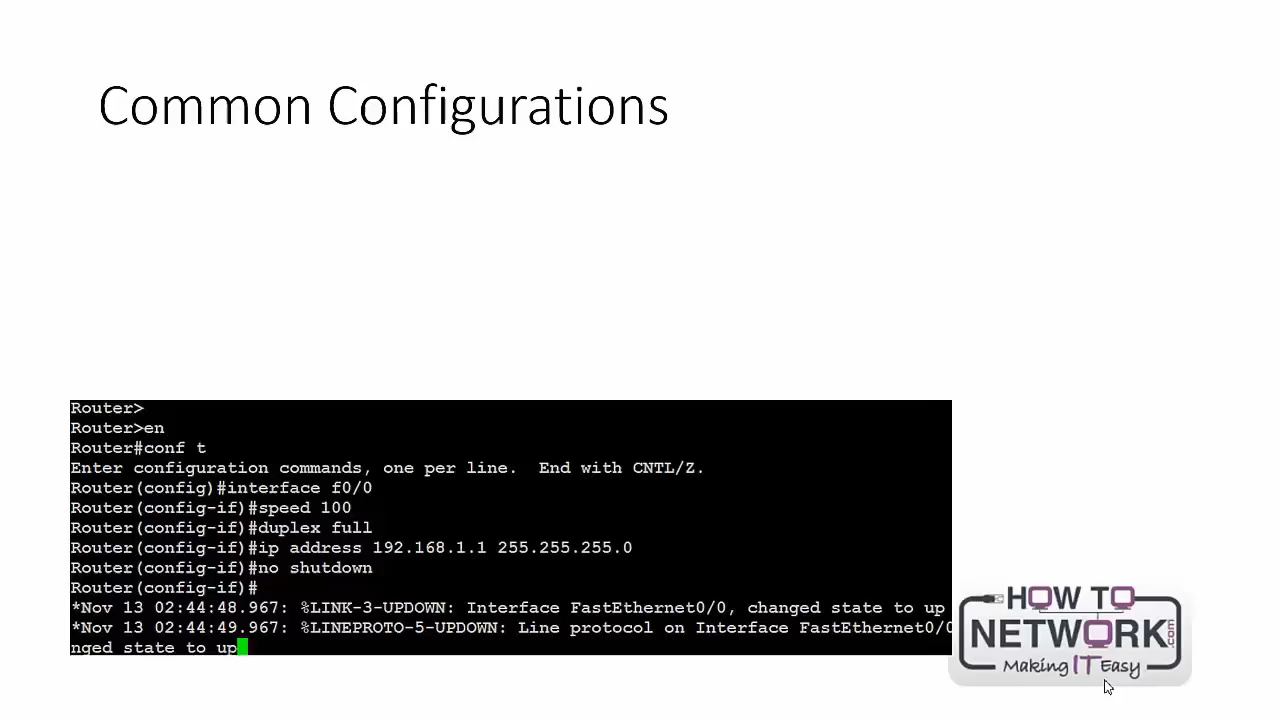 Common Configurations
Router>
Router>en
Router#conf t
Enter configuration commands, one per line.  End with CNTL/Z.
Router(config)#interface f0/0
Router(config-if)#speed 100
Router(config-if)#duplex full
Router(config-if)#ip address 192.168.1.1 255.255.255.0
Router(config-if)#no shutdown
Router(config-if)#
*Nov 13 02:44:48.967: %LINK-3-UPDOWN: Interface FastEthernet0/0, changed state to up
*Nov 13 02:44:49.967: %LINEPROTO-5-UPDOWN: Line protocol on Interface FastEthernet0/0
nged state to up
HOW TO
NETWORK.com
Making IT Easy